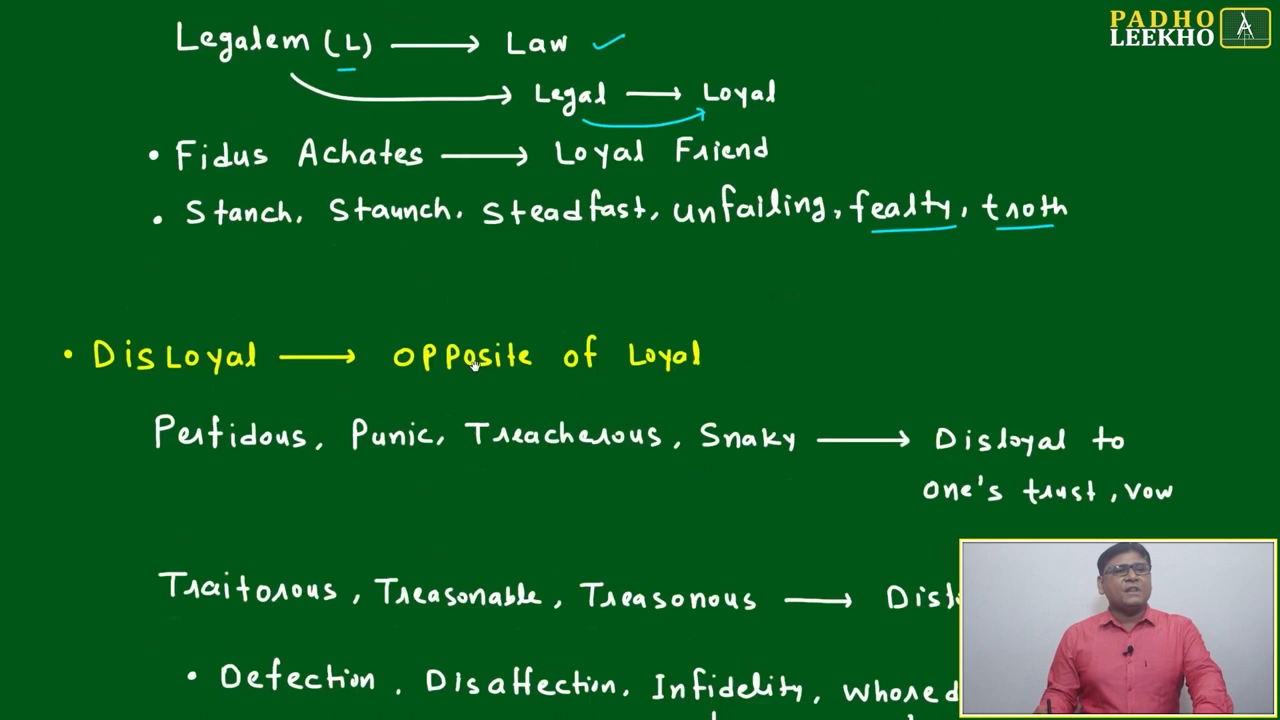 PADHO
LEEKHO
Legalem (L) → Law ✓
Legal → Loyal
• Fidus Achates → Loyal Friend
• Stanch, Staunch, Steadfast, unfailing, fealty, troth
• DisLoyal → opposite of Loyal
Perfidous, Punic, Treacherous, Snaky → Disloyal to
one's trust, vow
Traitorous, Treasonable, Treasonous →
• Defection, Disaffection, Infidelity,